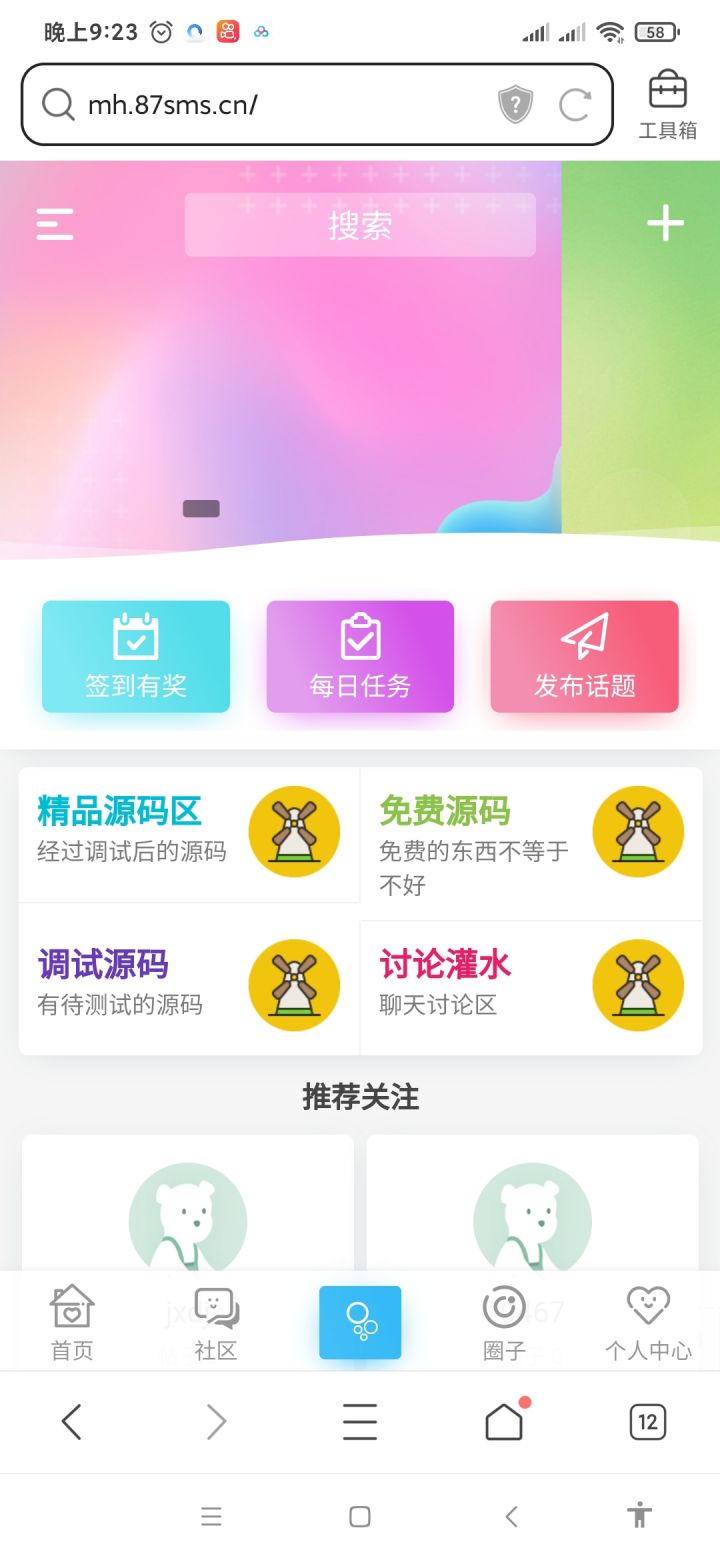 晚上9:23
58
mh.87sms.cn/
工具箱
搜索
签到有奖
每日任务
发布话题
精品源码区
经过调试后的源码
免费源码
免费的东西不等于
不好
调试源码
有待测试的源码
讨论灌水
聊天讨论区
推荐关注
首页
社区
圈子
个人中心
12